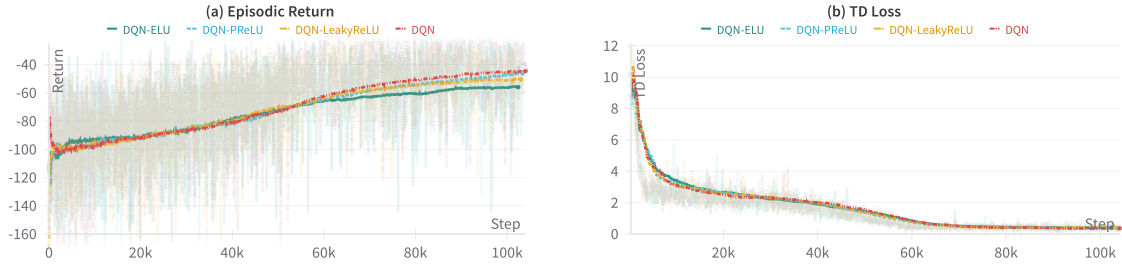 (a) Episodic Return
DQN-ELU DQN-PReLU DQN-LeakyReLU DQN
Return
-40
-60
-80
-100
-120
-140
-160
Step
0 20k 40k 60k 80k 100k
(b) TD Loss
DQN-ELU DQN-PReLU DQN-LeakyReLU DQN
TD Loss
12
10
8
6
4
2
0
Step
20k 40k 60k 80k 100k